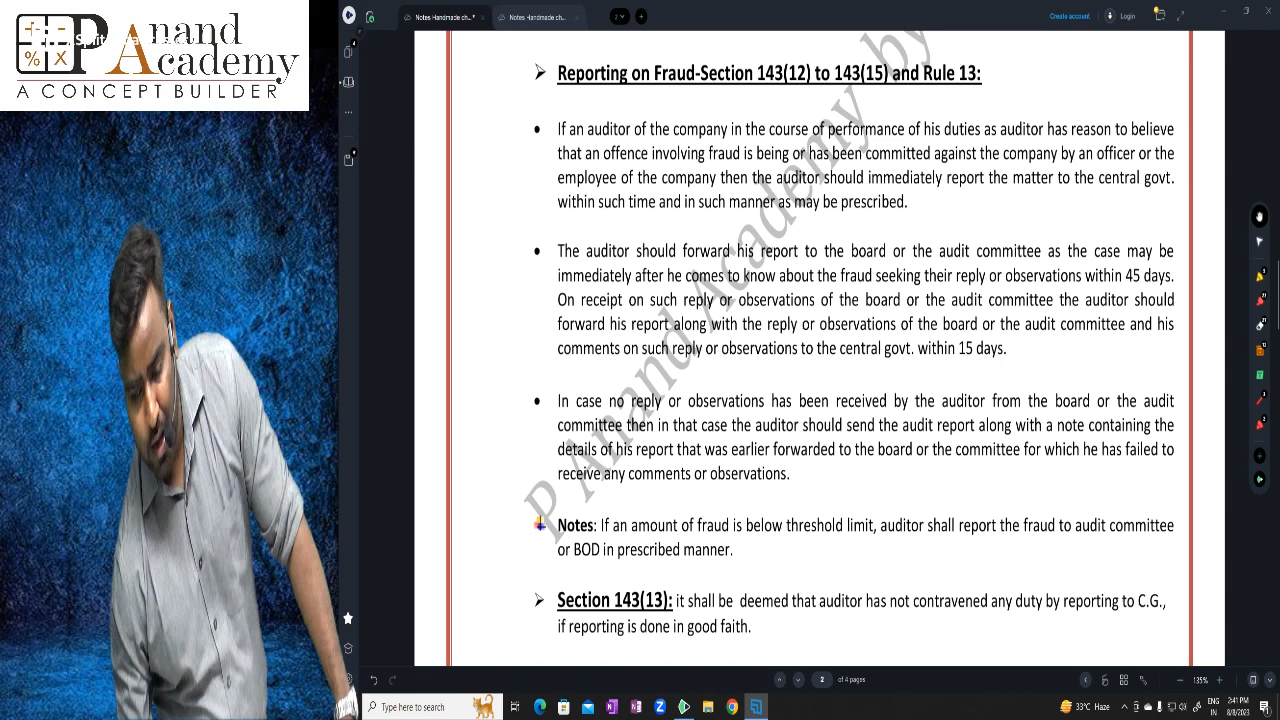 P Anand
Academy
A CONCEPT BUILDER
Notes Handmade ch...*
Notes Handmade ch...
2
Create account
Login
Reporting on Fraud-Section 143(12) to 143(15) and Rule 13:
If an auditor of the company in the course of performance of his duties as auditor has reason to believe
that an offence involving fraud is being or has been committed against the company by an officer or the
employee of the company then the auditor should immediately report the matter to the central govt.
within such time and in such manner as may be prescribed.
The auditor should forward his report to the board or the audit committee as the case may be
immediately after he comes to know about the fraud seeking their reply or observations within 45 days.
On receipt on such reply or observations of the board or the audit committee the auditor should
forward his report along with the reply or observations of the board or the audit committee and his
comments on such reply or observations to the central govt. within 15 days.
In case no reply or observations has been received by the auditor from the board or the audit
committee then in that case the auditor should send the audit report along with a note containing the
details of his report that was earlier forwarded to the board or the committee for which he has failed to
receive any comments or observations.
Notes: If an amount of fraud is below threshold limit, auditor shall report the fraud to audit committee
or BOD in prescribed manner.
Section 143(13): it shall be deemed that auditor has not contravened any duty by reporting to C.G.,
if reporting is done in good faith.
P Anand Academy by
2 of 4 pages
135%
Type here to search
33°C Haze
ENG
IN
2:41 PM
8/8/2023